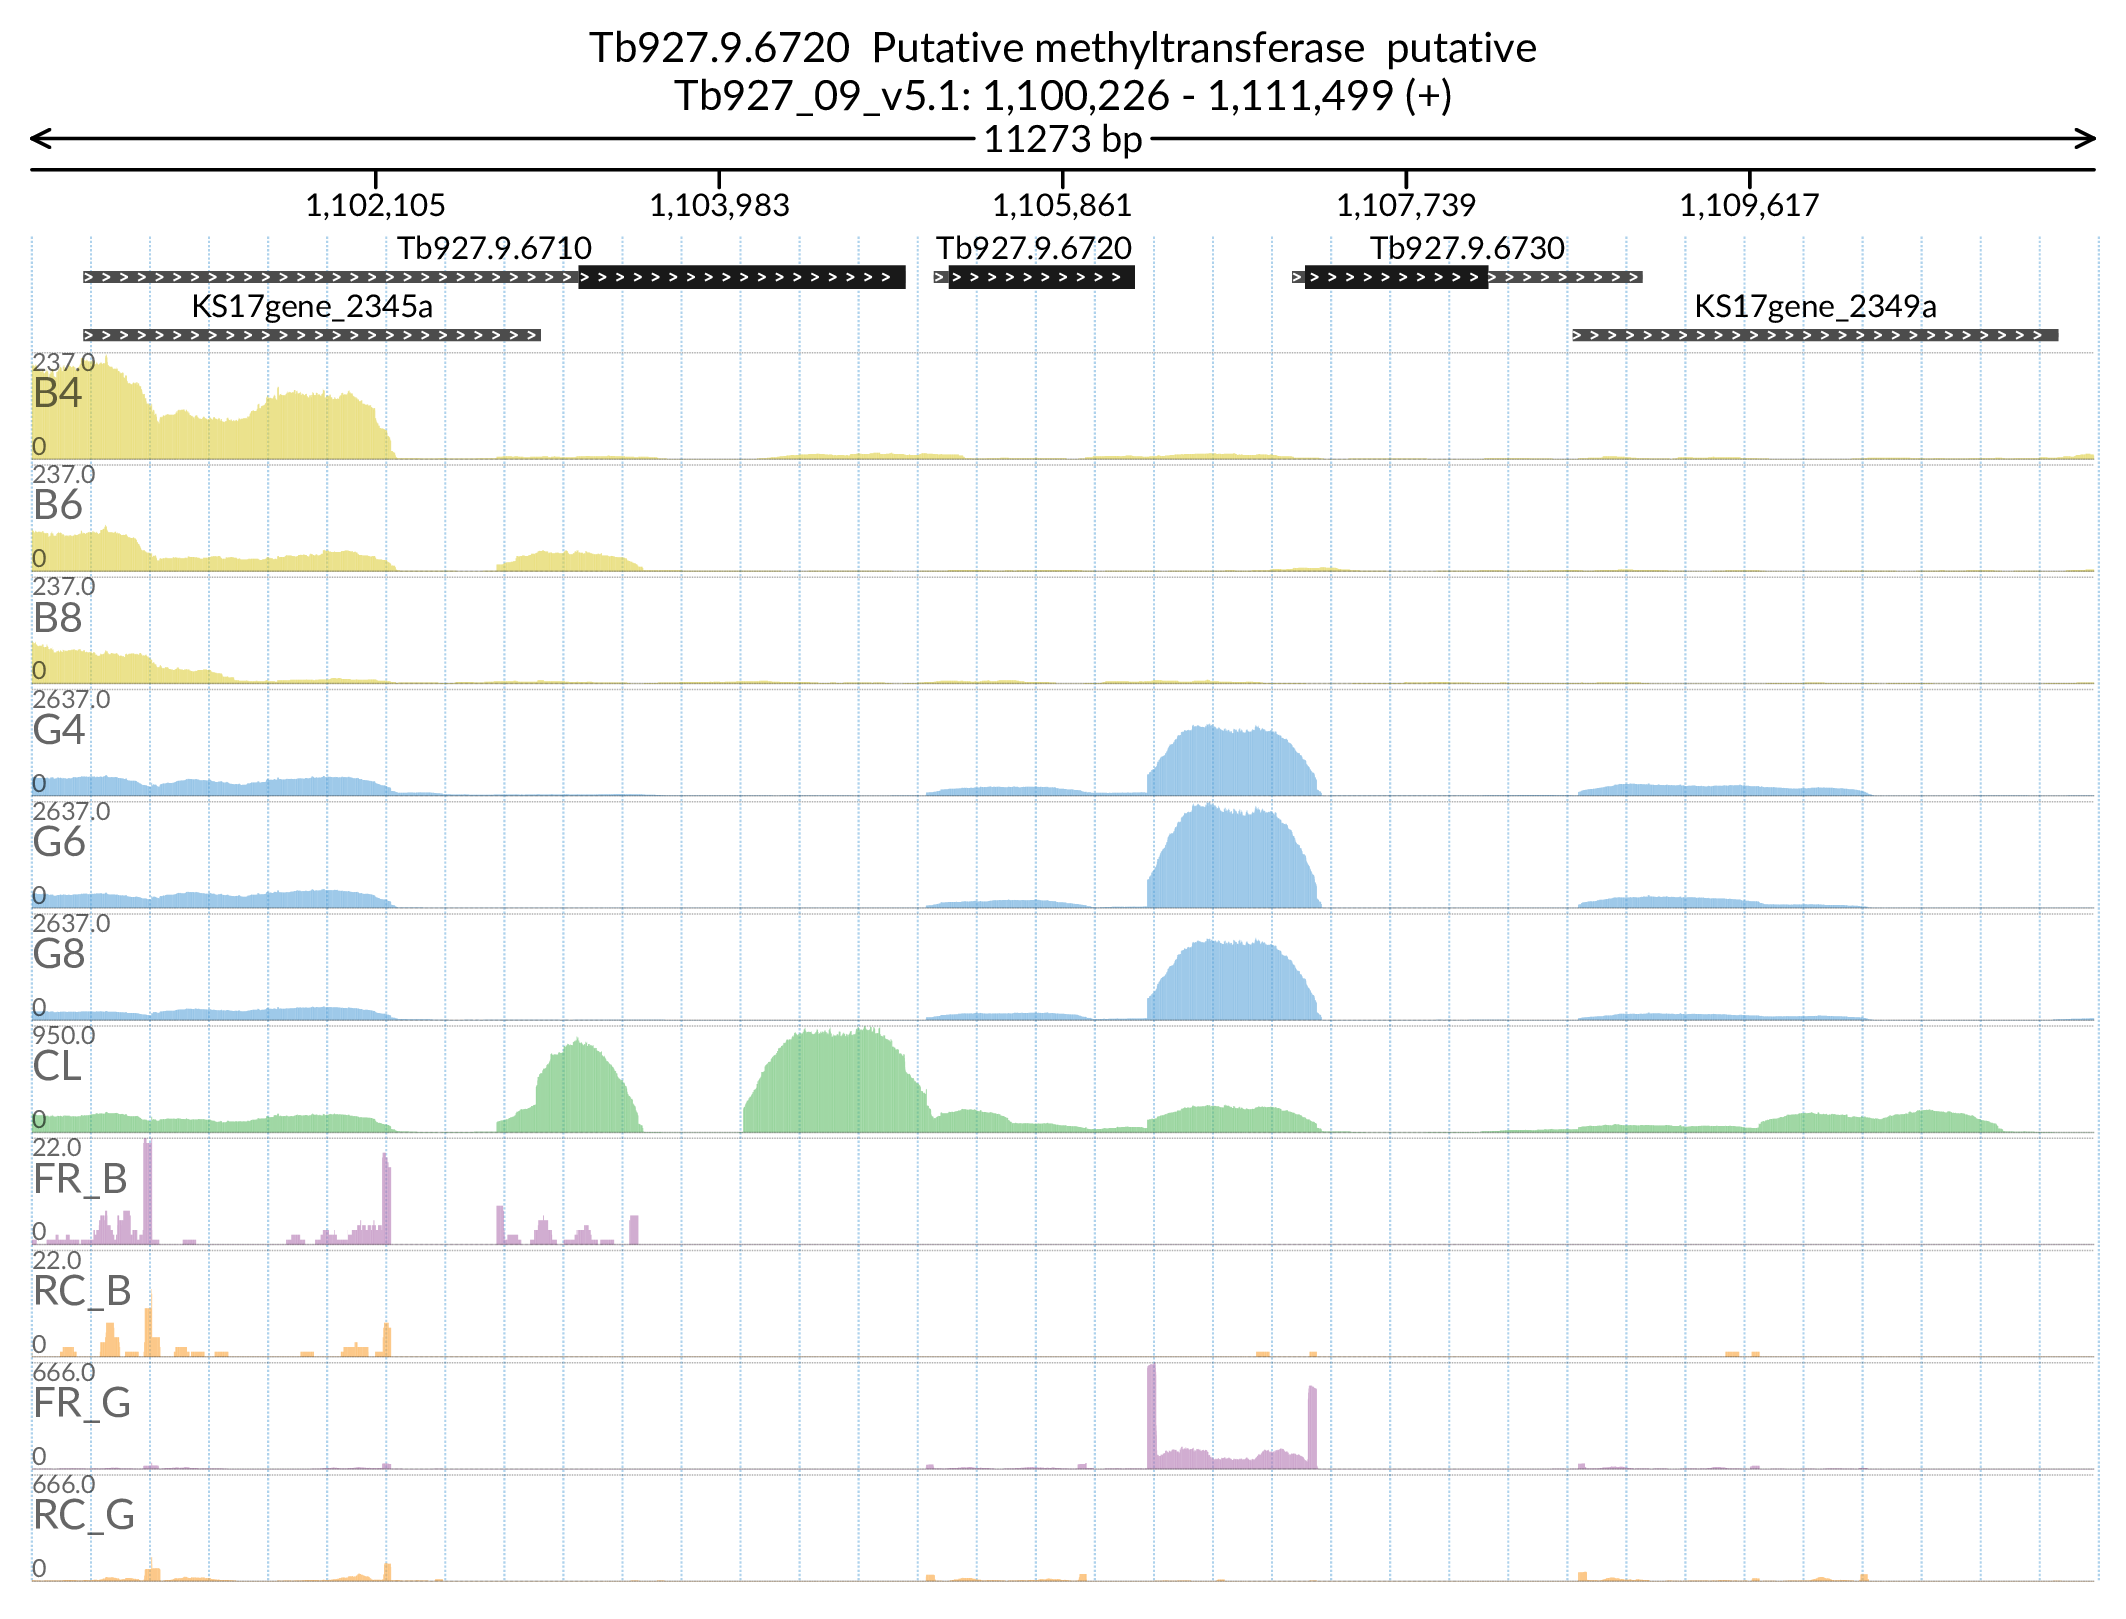 Tb927.9.6720  Putative methyltransferase  putative
Tb927_09_v5.1: 1,100,226 - 1,111,499 (+)
11273 bp
1,102,105 1,103,983 1,105,861 1,107,739 1,109,617
Tb927.9.6710 Tb927.9.6720 Tb927.9.6730
KS17gene_2345a KS17gene_2349a
237.0
B4
0
237.0
B6
0
237.0
B8
0
2637.0
G4
0
2637.0
G6
0
2637.0
G8
0
950.0
CL
0
22.0
FR_B
0
22.0
RC_B
0
666.0
FR_G
0
666.0
RC_G
0